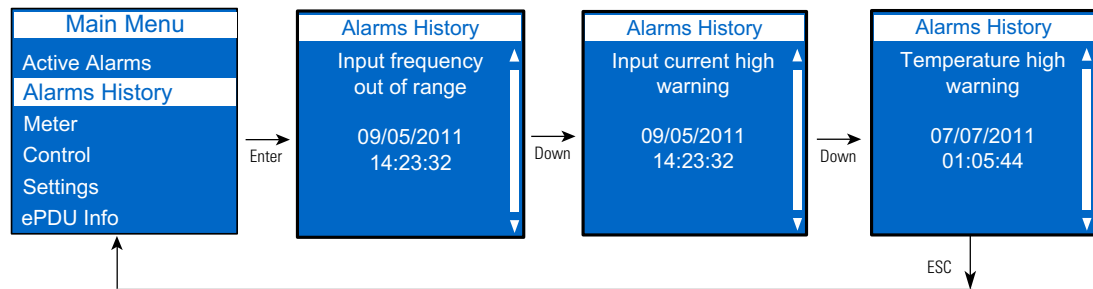 Main Menu
Active Alarms
Alarms History
Meter
Control
Settings
ePDU Info
Enter
Alarms History
Input frequency
out of range
09/05/2011
14:23:32
Down
Alarms History
Input current high
warning
09/05/2011
14:23:32
Down
Alarms History
Temperature high
warning
07/07/2011
01:05:44
ESC